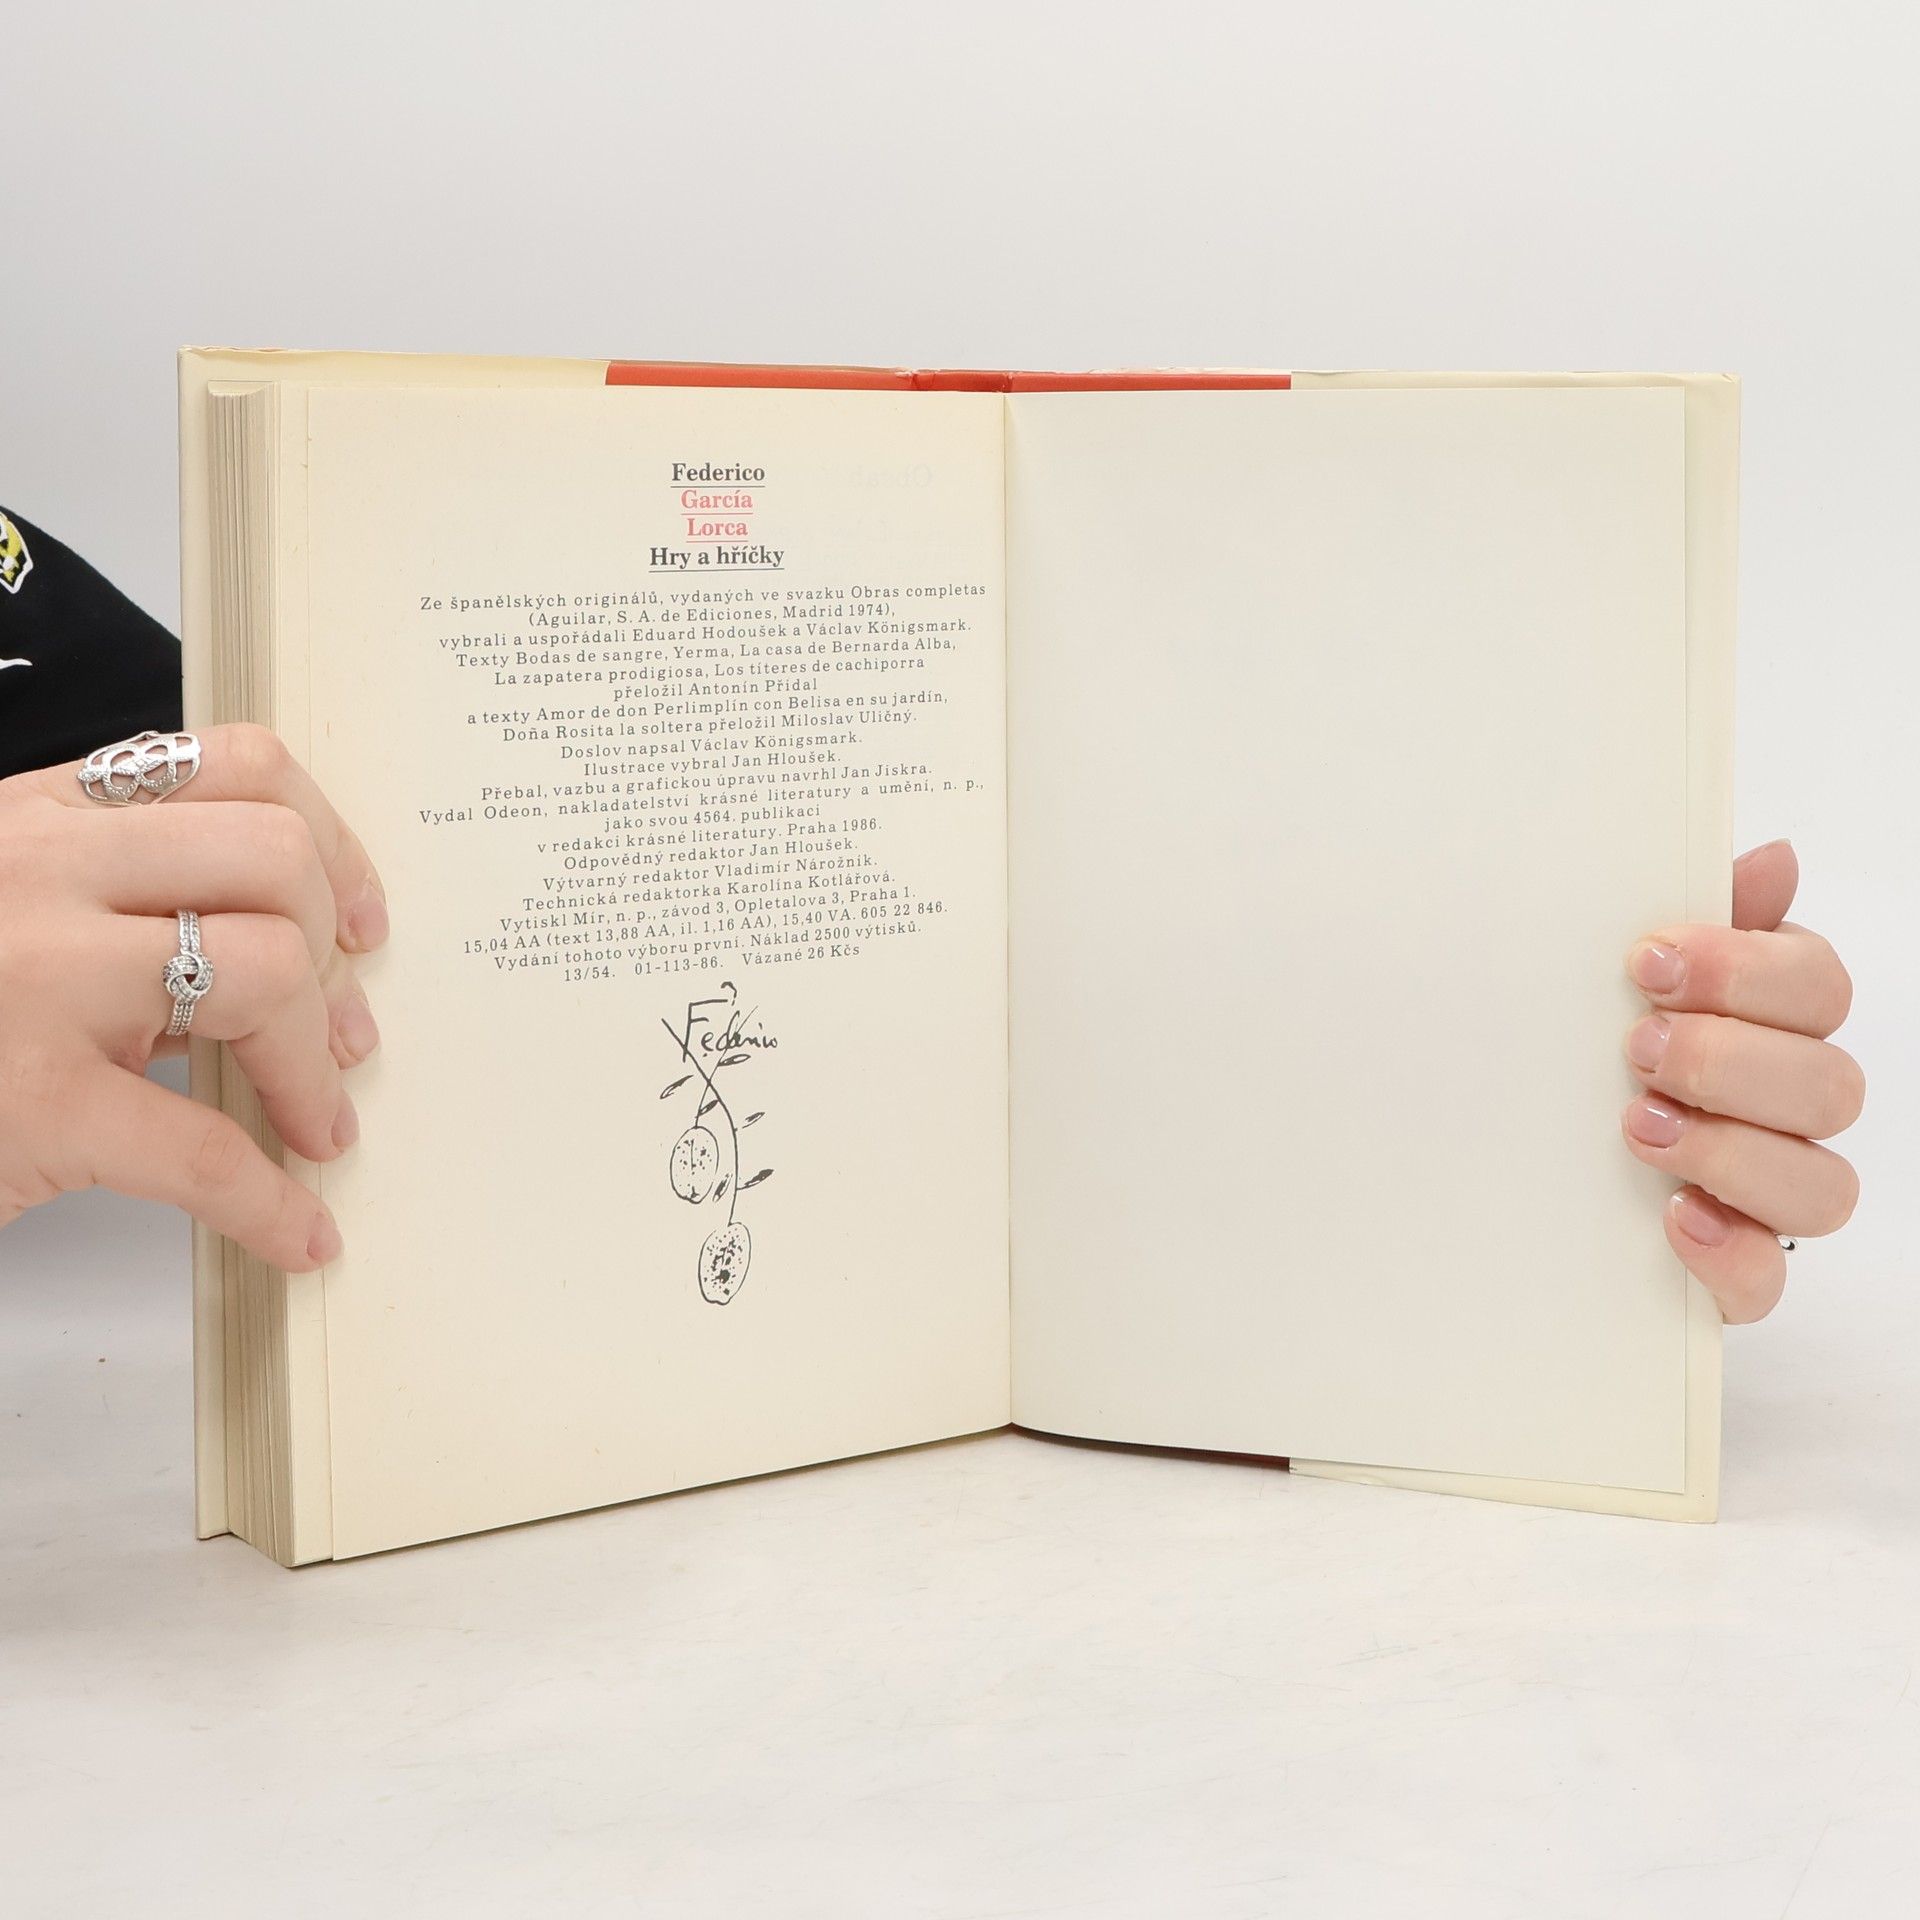 Federico
García
Lorca
Hry a hříčky
Ze španělských originálů, vydaných ve svazku Obras completas
(Aguilar, S. A. de Ediciones, Madrid 1974),
vybrali a uspořádali Eduard Hodoušek a Václav Königsmark.
Texty Bodas de sangre, Yerma, La casa de Bernarda Alba,
La zapatera prodigiosa, Los títeres de cachiporra
přeložil Antonín Přidal
a texty Amor de don Perlimplín con Belisa en su jardín,
Doña Rosita la soltera přeložil Miloslav Uličný.
Doslov napsal Václav Königsmark.
Ilustrace vybral Jan Hloušek.
Přebal, vazbu a grafickou úpravu navrhl Jan Jiskra.
Vydal Odeon, nakladatelství krásné literatury a umění, n. p.,
jako svou 4564. publikaci
v redakci krásné literatury. Praha 1986.
Odpovědný redaktor Jan Hloušek.
Výtvarný redaktor Vladimír Nárožník.
Technická redaktorka Karolína Kotlářová.
Vytiskl Mír, n. p., závod 3, Opletalova 3, Praha 1.
15,04 AA (text 13,88 AA, il. 1,16 AA), 15,40 VA. 605 22 846.
Vydání tohoto výboru první. Náklad 2500 výtisků.
13/54. 01-113-86. Vázané 26 Kčs
Federico